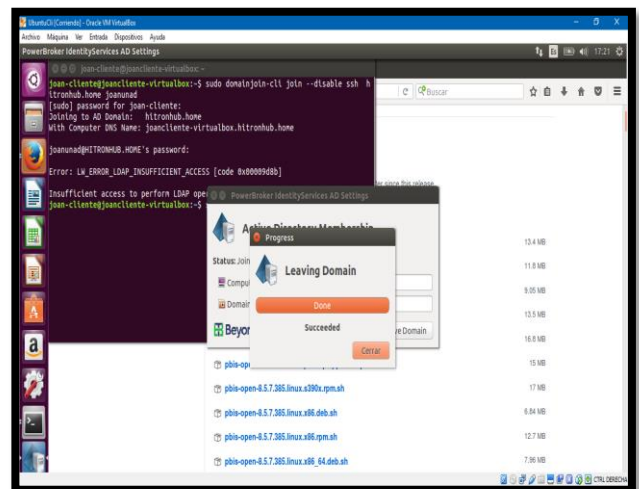 UbuntuCli [Corriendo] - Oracle VM VirtualBox
Archivo Máquina Ver Entrada Dispositivos Ayuda
PowerBroker IdentityServices AD Settings
Es
17:21
joan-cliente@joancliente-virtualbox: ~
joan-cliente@joancliente-virtualbox:~$ sudo domainjoin-cli join --disable ssh h
itronhub.home joanunad
[sudo] password for joan-cliente:
Joining to AD Domain: hitronhub.home
With Computer DNS Name: joancliente-virtualbox.hitronhub.home
joanunad@HITRONHUB.HOME's password:
Error: LW_ERROR_LDAP_INSUFFICIENT_ACCESS [code 0x00009d8b]
Insufficient access to perform LDAP ope
joan-cliente@joancliente-virtualbox:~$
Buscar
ter since this release
PowerBroker IdentityServices AD Settings
Active Directory Membership
Status: Join
Compu
Domain
Beyon
ve Domain
Progress
Leaving Domain
Done
Succeeded
Cerrar
13.4 MB
11.8 MB
9.05 MB
13.5 MB
16.8 MB
pbis-ope
15 MB
pbis-open-8.5.7.385.linux.s390x.rpm.sh
17 MB
pbis-open-8.5.7.385.linux.x86.deb.sh
9.84 MB
pbis-open-8.5.7.385.linux.x86.rpm.sh
12.7 MB
pbis-open-8.5.7.385.linux.x86_64.deb.sh
7.96 MB
CTRL DERECHA